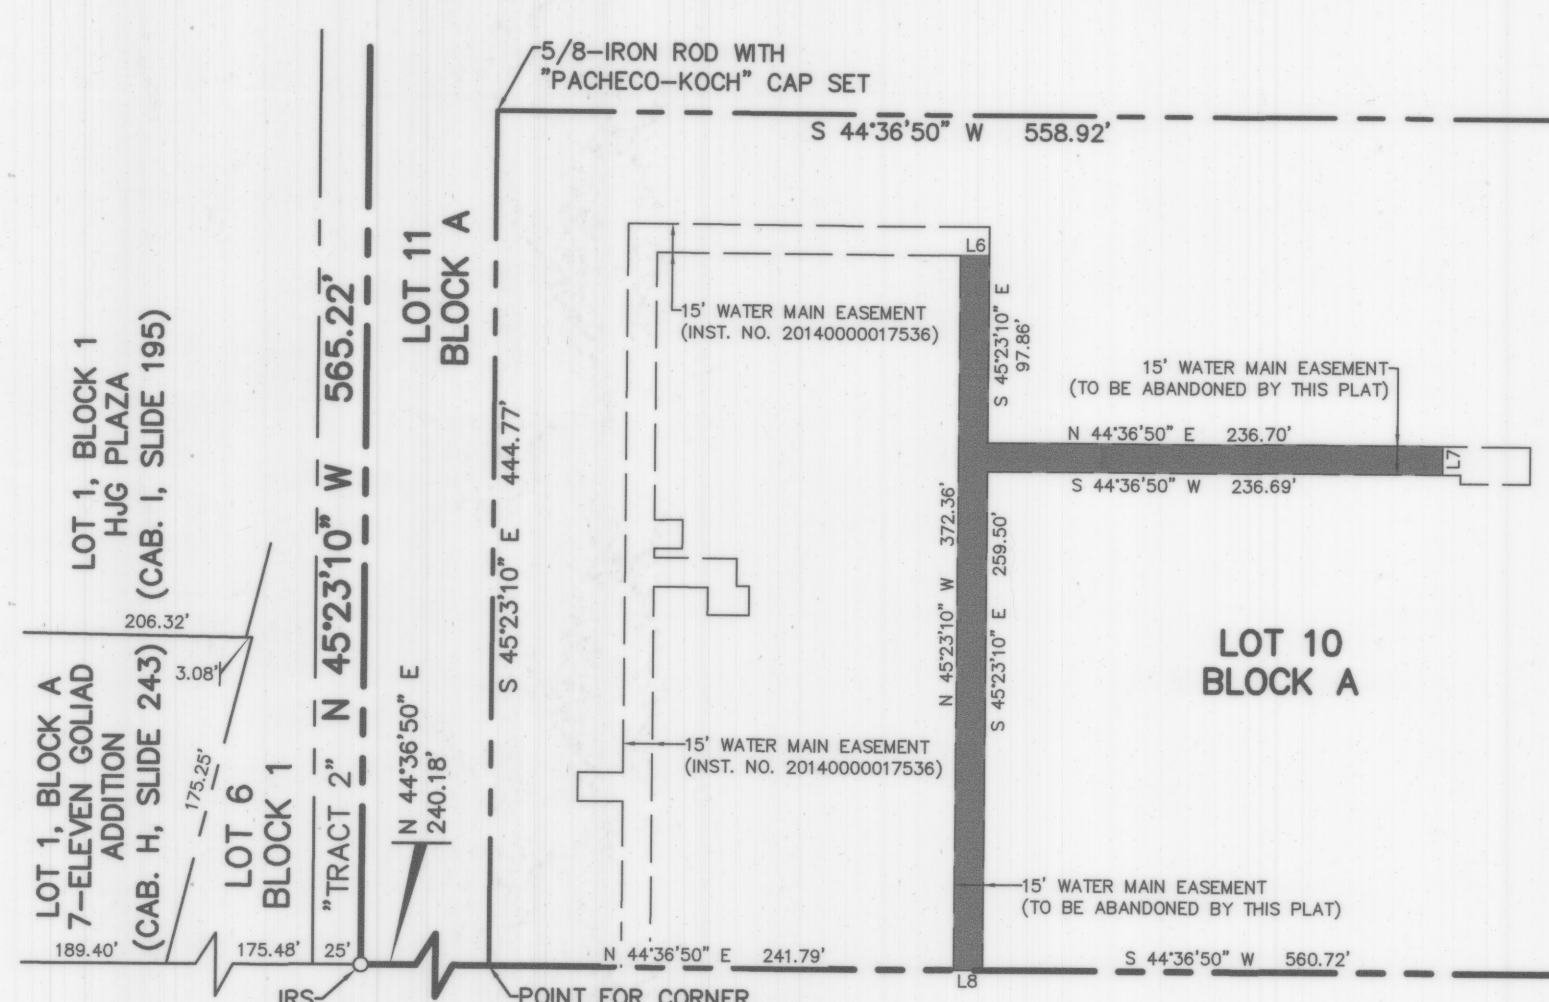 5/8-IRON ROD WITH
"PACHECO-KOCH" CAP SET
S 44°36'50" W 558.92'
LOT 11
BLOCK A
L6
15' WATER MAIN EASEMENT
(INST. NO. 20140000017536)
S 45°23'10" E
97.86'
15' WATER MAIN EASEMENT
(TO BE ABANDONED BY THIS PLAT)
N 44°36'50" E 236.70'
L7
S 44°36'50" W 236.69'
LOT 1, BLOCK 1
HJG PLAZA
(CAB. I, SLIDE 195)
N 45°23'10" W 565.22'
S 45°23'10" E 444.77'
N 45°23'10" W 372.36'
S 45°23'10" E 259.50'
206.32'
3.08'
LOT 10
BLOCK A
LOT 1, BLOCK A
7-ELEVEN GOLIAD
ADDITION
(CAB. H, SLIDE 243)
175.25'
LOT 6
BLOCK 1
"TRACT 2"
N 44°36'50" E
240.18'
15' WATER MAIN EASEMENT
(INST. NO. 20140000017536)
15' WATER MAIN EASEMENT
(TO BE ABANDONED BY THIS PLAT)
189.40'
175.48'
25'
N 44°36'50" E 241.79'
S 44°36'50" W 560.72'
L8
IRS
POINT FOR CORNER